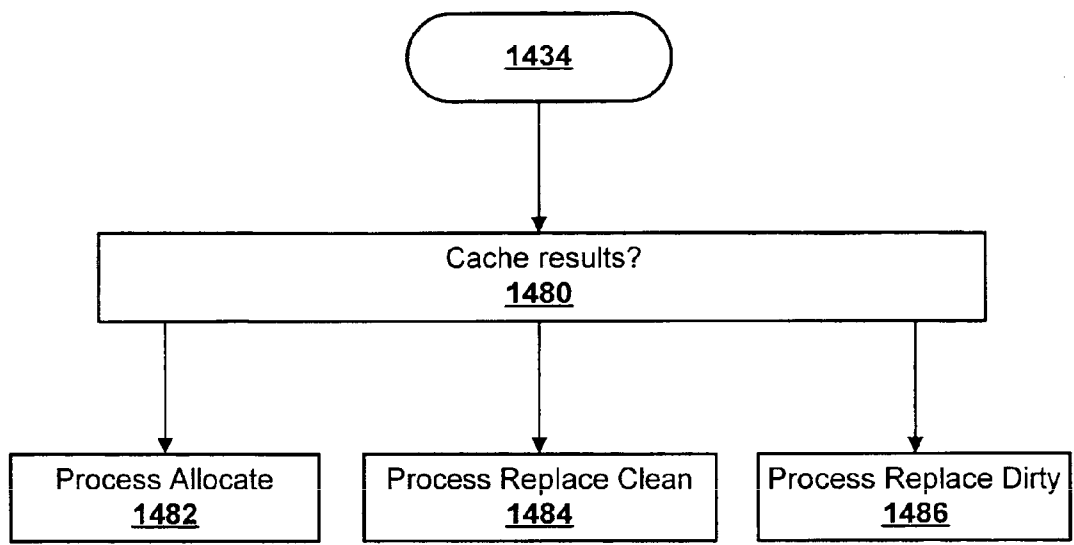 1434
Cache results?
1480
Process Allocate
1482
Process Replace Clean
1484
Process Replace Dirty
1486